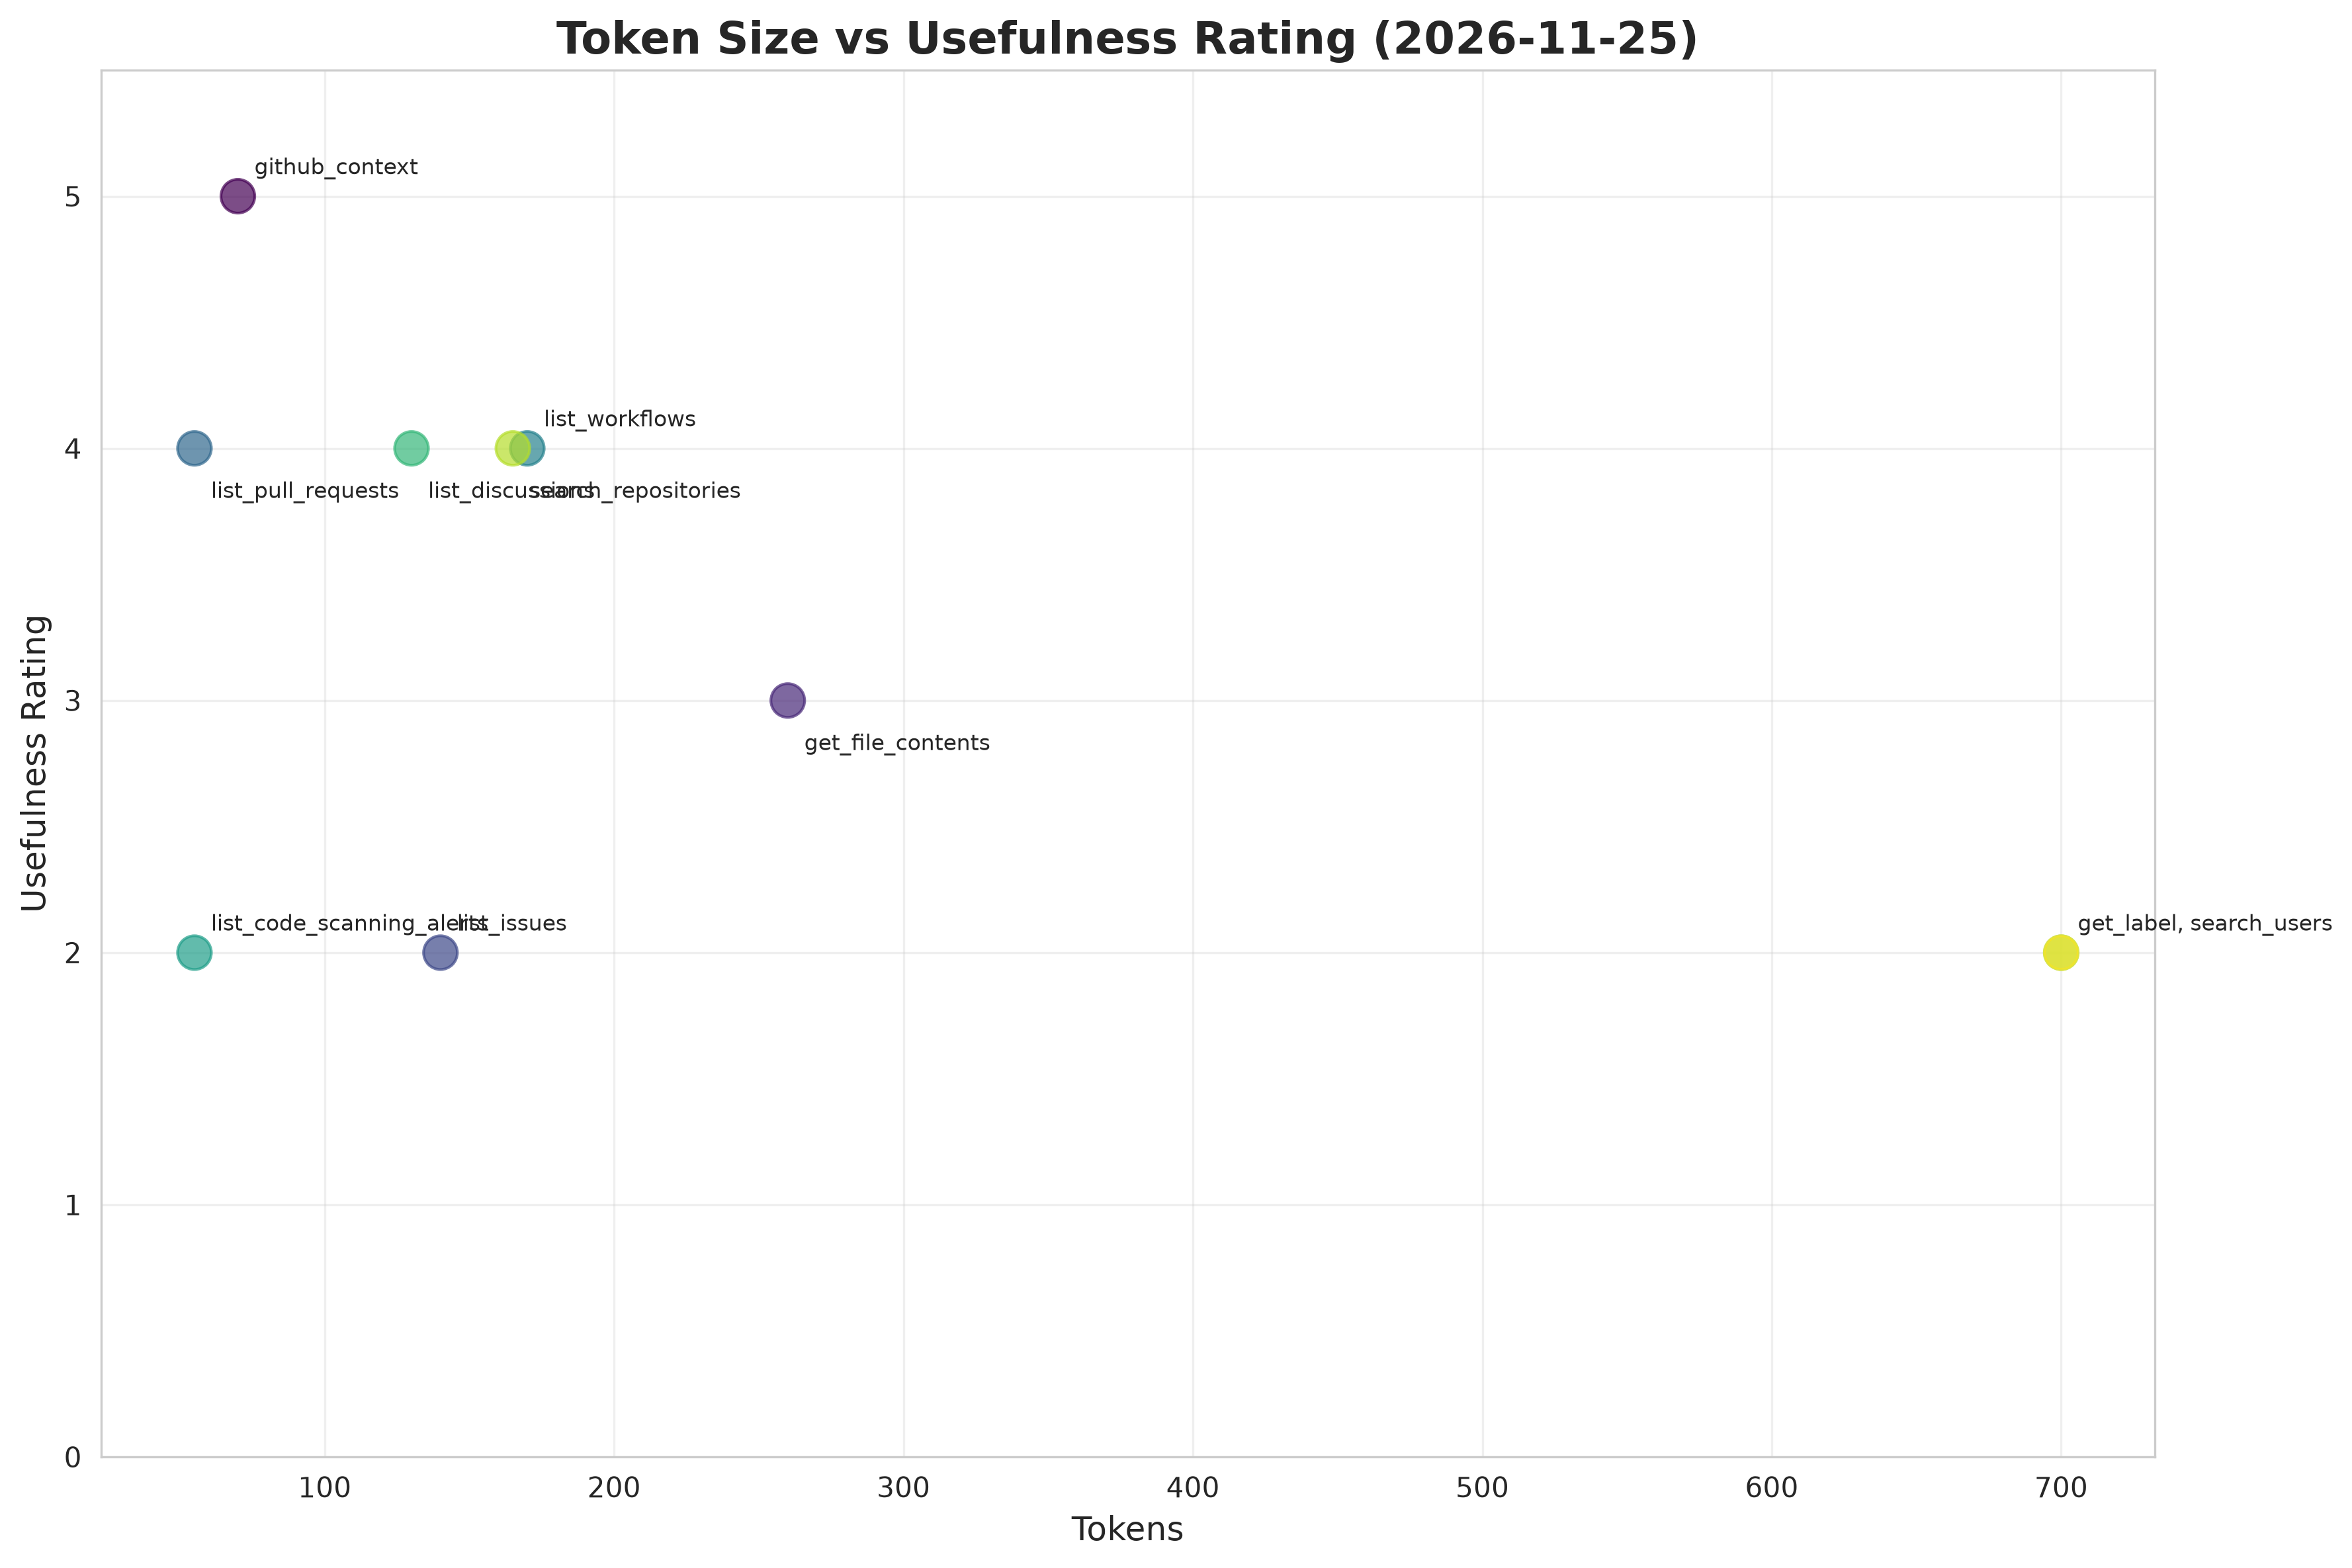 Token Size vs Usefulness Rating (2026-11-25)
github_context
5
list_workflows
4
list_pull_requests
list_discussions
search_repositories
Usefulness Rating
3
get_file_contents
list_code_scanning_alerts
list_issues
get_label, search_users
2
1
0
100 200 300 400 500 600 700
Tokens